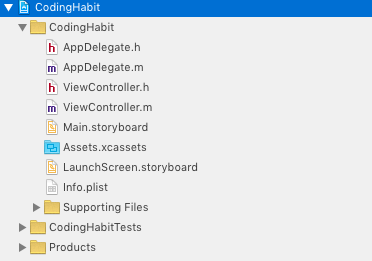 CodingHabit
CodingHabit
AppDelegate.h
AppDelegate.m
ViewController.h
ViewController.m
Main.storyboard
Assets.xcassets
LaunchScreen.storyboard
Info.plist
Supporting Files
CodingHabitTests
Products